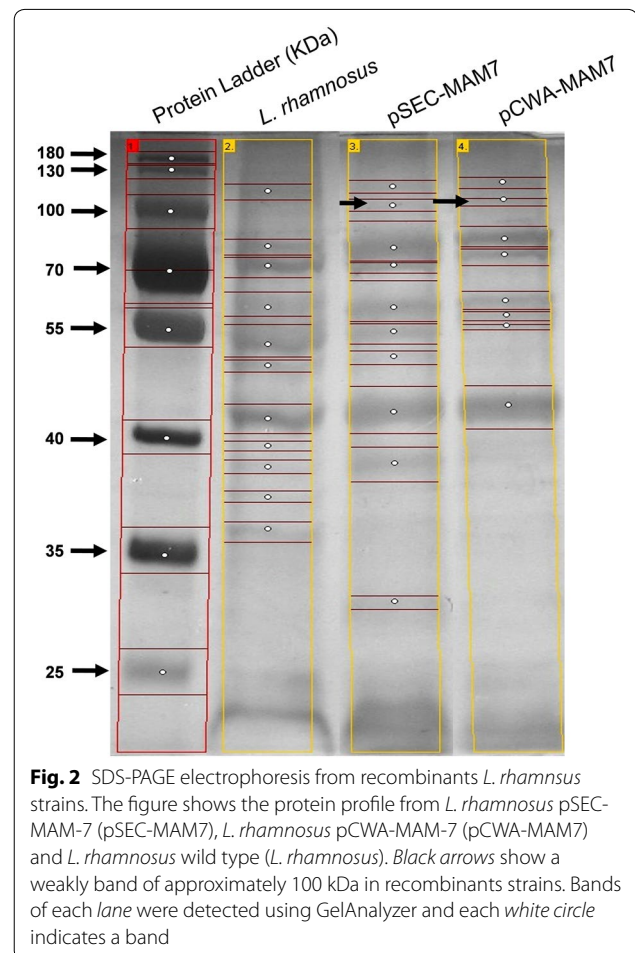 Protein Ladder (KDa)
L. rhamnosus
pSEC-MAM7
pCWA-MAM7
1.
2.
3.
4.
180
130
100
70
55
40
35
25
Fig. 2 SDS-PAGE electrophoresis from recombinants L. rhamnsus
strains. The figure shows the protein profile from L. rhamnosus pSEC-
MAM-7 (pSEC-MAM7), L. rhamnosus pCWA-MAM-7 (pCWA-MAM7)
and L. rhamnosus wild type (L. rhamnosus). Black arrows show a
weakly band of approximately 100 kDa in recombinants strains. Bands
of each lane were detected using GelAnalyzer and each white circle
indicates a band